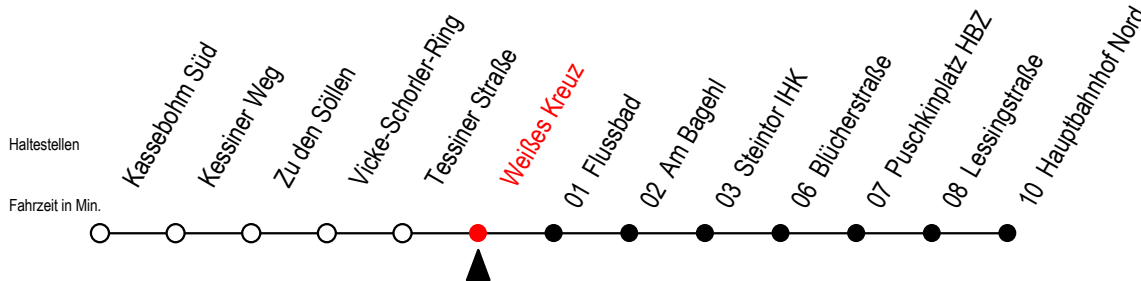 Haltestellen
Fahrzeit in Min.
Kassebohm Süd
Kessiner Weg
Zu den Söllen
Vicke-Schorler-Ring
Tessiner Straße
Weißes Kreuz
01 Flussbad
02 Am Bagehl
03 Steintor IHK
06 Blücherstraße
07 Puschkinplatz HBZ
08 Lessingstraße
10 Hauptbahnhof Nord